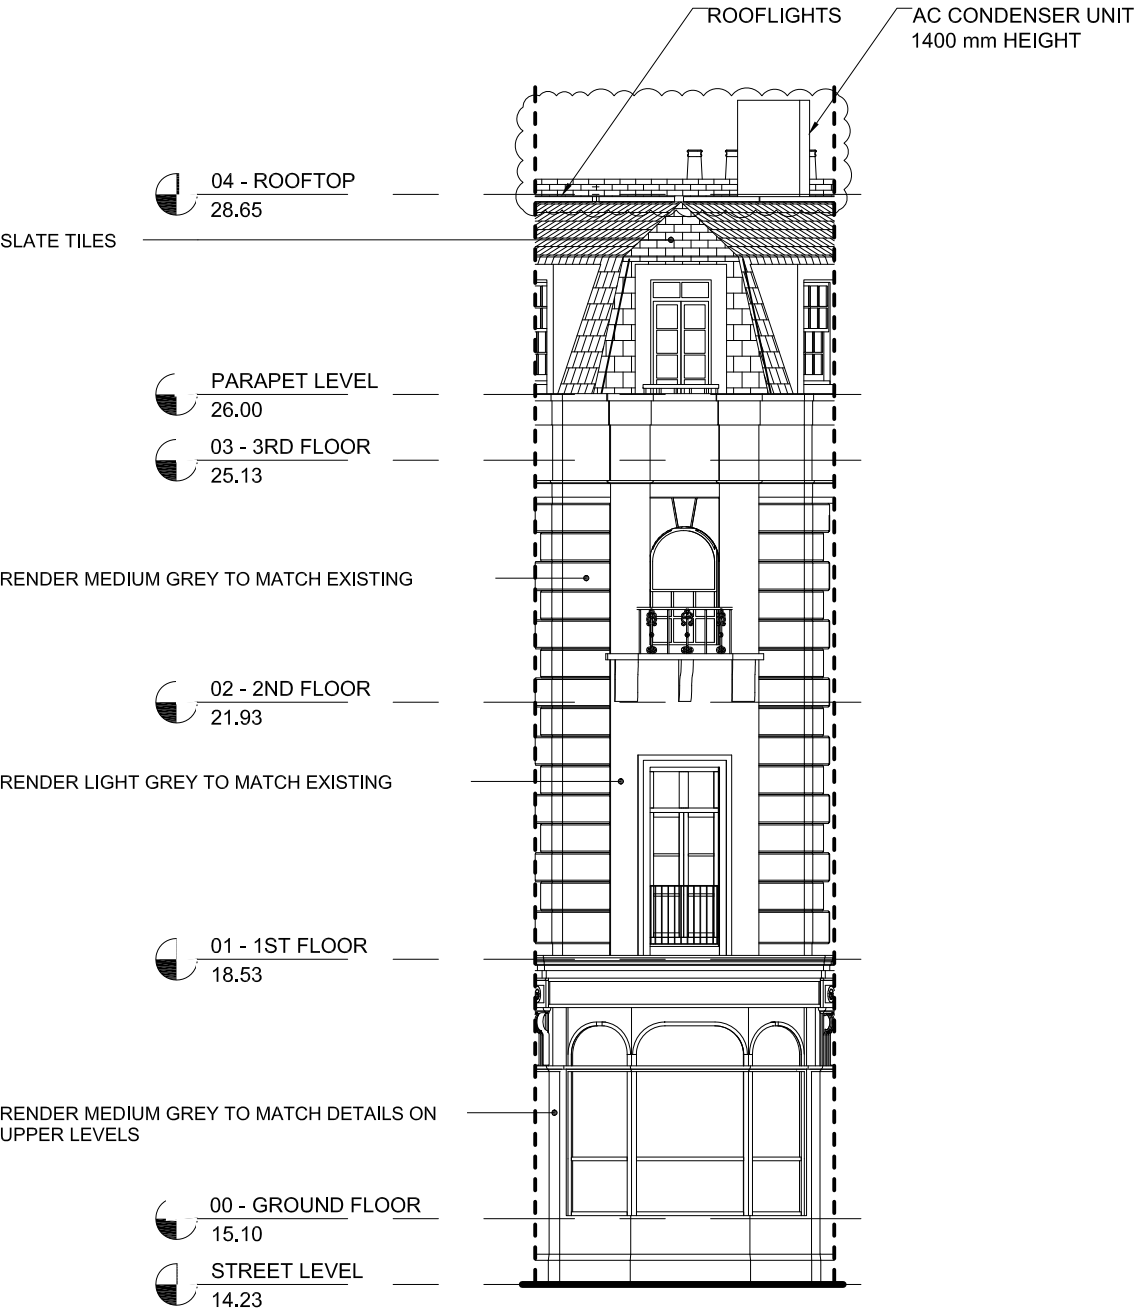 ROOFLIGHTS
AC CONDENSER UNIT
1400 mm HEIGHT
04 - ROOFTOP
28.65
SLATE TILES
PARAPET LEVEL
26.00
03 - 3RD FLOOR
25.13
RENDER MEDIUM GREY TO MATCH EXISTING
02 - 2ND FLOOR
21.93
RENDER LIGHT GREY TO MATCH EXISTING
01 - 1ST FLOOR
18.53
RENDER MEDIUM GREY TO MATCH DETAILS ON
UPPER LEVELS
00 - GROUND FLOOR
15.10
STREET LEVEL
14.23